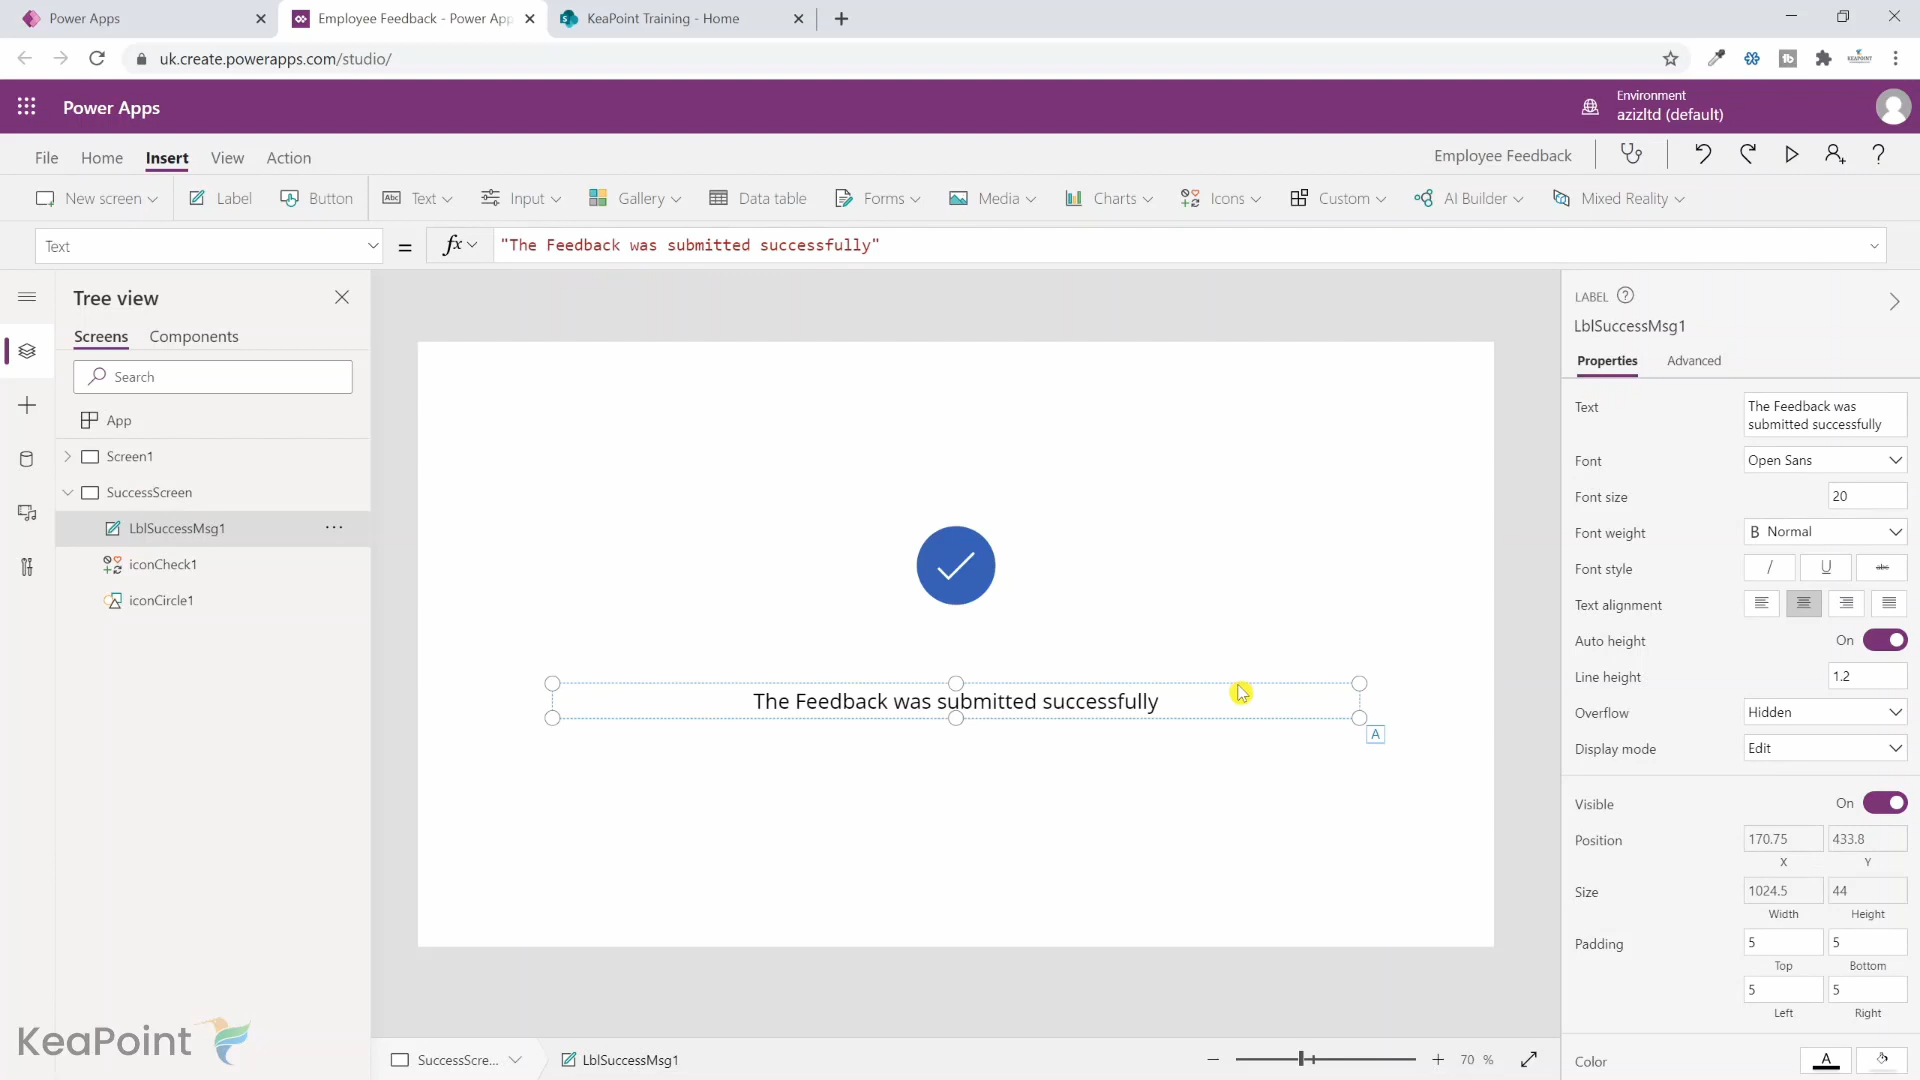 Power Apps
Employee Feedback - Power App
KeaPoint Training - Home
uk.create.powerapps.com/studio/
Power Apps
Environment
azizltd (default)
File Home Insert View Action
Employee Feedback
New screen Label Button Text Input Gallery Data table Forms Media Charts Icons Custom AI Builder Mixed Reality
Text = fx "The Feedback was submitted successfully"
Tree view
Screens Components
Search
App
Screen1
SuccessScreen
LblSuccessMsg1 ...
iconCheck1
iconCircle1
The Feedback was submitted successfully
A
LABEL ?
LblSuccessMsg1
Properties Advanced
Text The Feedback was
submitted successfully
Font Open Sans
Font size 20
Font weight B Normal
Font style / U abc
Text alignment
Auto height On
Line height 1.2
Overflow Hidden
Display mode Edit
Visible On
Position 170.75 433.8
X Y
Size 1024.5 44
Width Height
Padding 5 5
Top Bottom
5 5
Left Right
Color A
KeaPoint
SuccessScre... LblSuccessMsg1
70 %